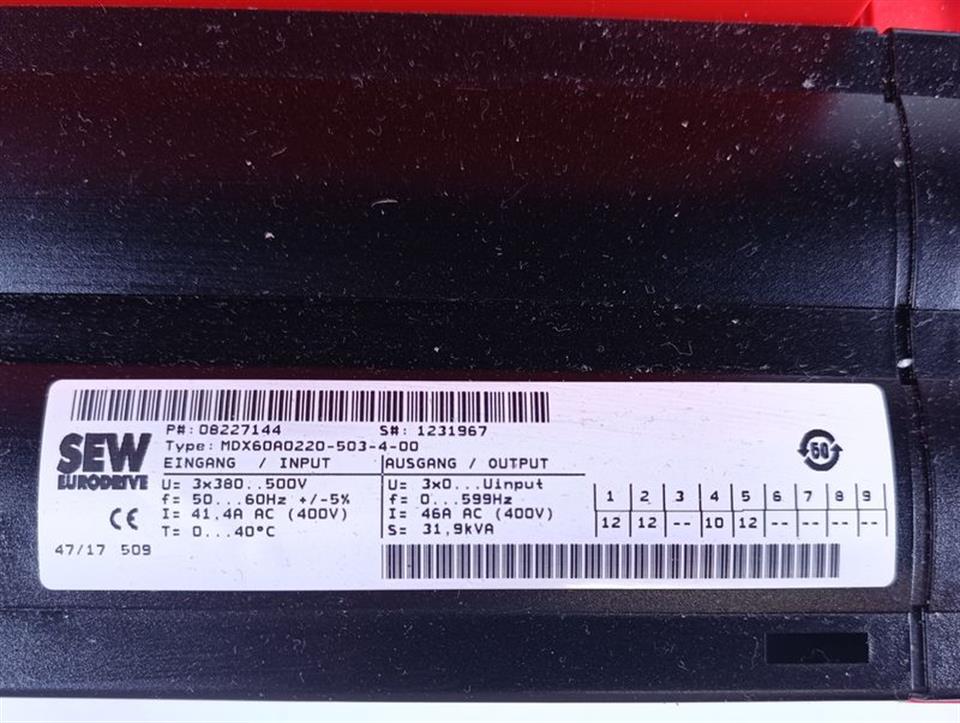 P#: 08227144 S#: 1231967
Type: MDX60A0220-503-4-00
SEW
EURODRIVE
EINGANG / INPUT
U= 3x380...500V
f= 50...60Hz +/-5%
I= 41,4A AC (400V)
T= 0...40°C
AUSGANG / OUTPUT
U= 3x0...Uinput
f= 0...599Hz
I= 46A AC (400V)
S= 31,9kVA
CE
47/17 509
50
1 2 3 4 5 6 7 8 9
12 12 -- 10 12 -- -- -- --